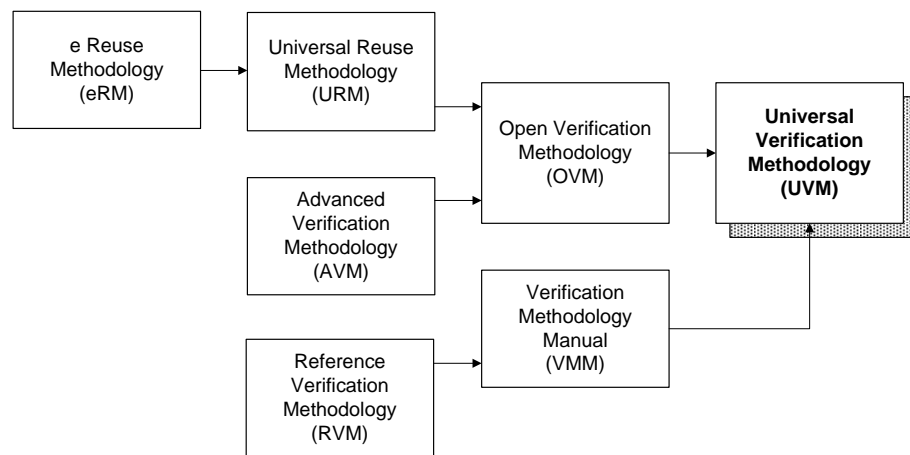 e Reuse
Methodology
(eRM)
Universal Reuse
Methodology
(URM)
Open Verification
Methodology
(OVM)
Universal
Verification
Methodology
(UVM)
Advanced
Verification
Methodology
(AVM)
Verification
Methodology
Manual
(VMM)
Reference
Verification
Methodology
(RVM)